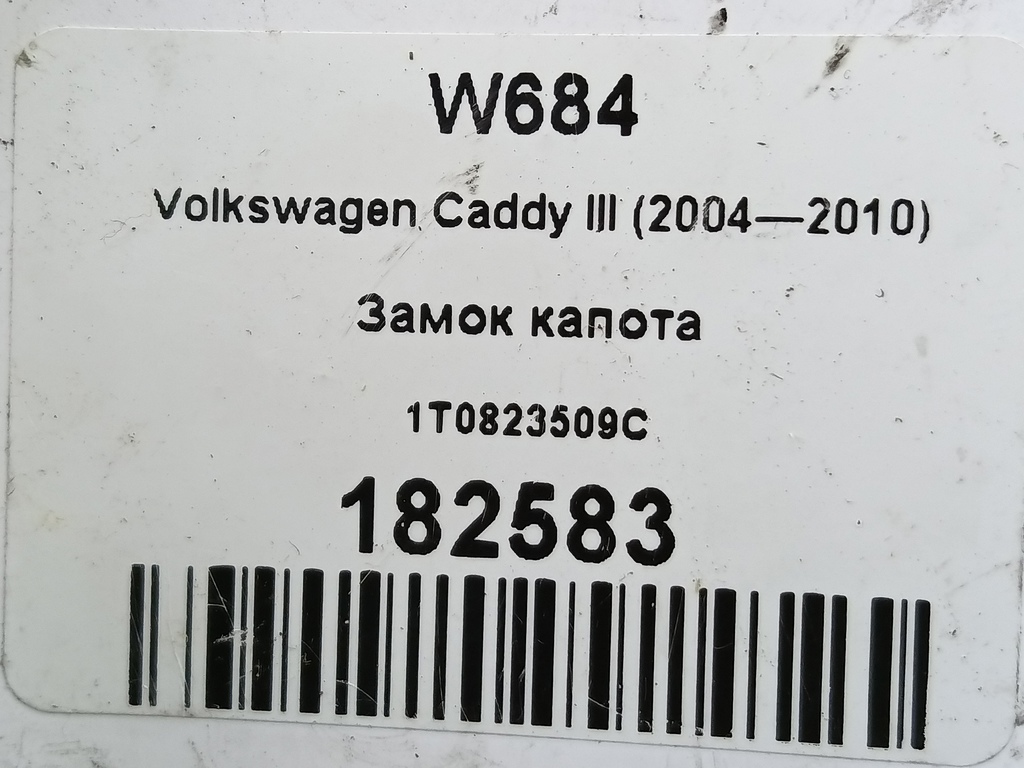 W684
Volkswagen Caddy III (2004—2010)
Замок капота
1T0823509C
182583